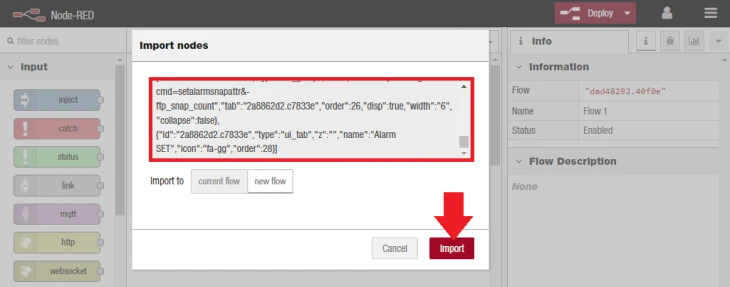 Node-RED
Deploy
filter nodes
Info
Input
inject
catch
status
link
mqtt
http
websocket
Import nodes
cmd=setalarmsnapattr&-
ftp_snap_count","tab":"2a8862d2.c7833e","order":26,"disp":true,"width":"6",
"collapse":false},
{"id":"2a8862d2.c7833e","type":"ui_tab","z":"","name":"Alarm
SET","icon":"fa-gg","order":28}]
Import to
current flow
new flow
Cancel
Import
Information
Flow
"dad48292.40f0e"
Name
Flow 1
Status
Enabled
Flow Description
None